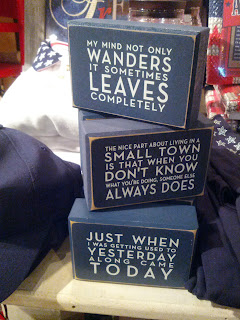 MY MIND NOT ONLY
WANDERS
IT SOMETIMES
LEAVES
COMPLETELY
THE NICE PART ABOUT LIVING IN A
SMALL TOWN
IS THAT WHEN YOU
DON'T KNOW
WHAT YOU'RE DOING, SOMEONE ELSE
ALWAYS DOES
JUST WHEN
I WAS GETTING USED TO
YESTERDAY
ALONG CAME
TODAY